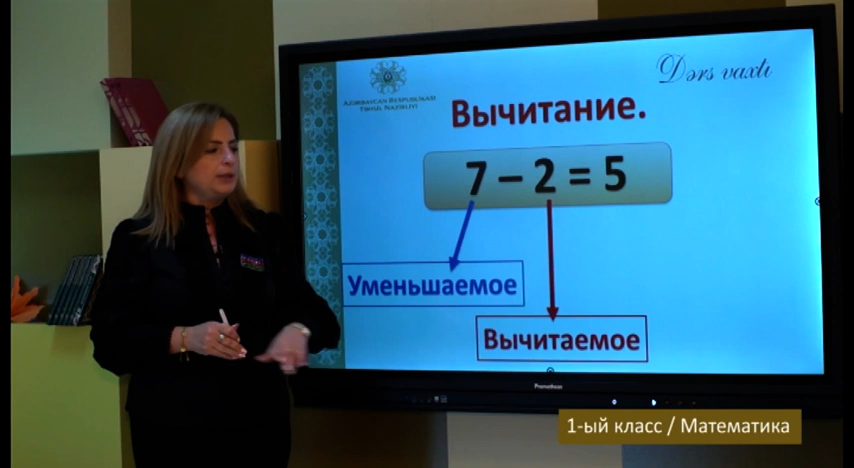 Dərs vaxtı
AZƏRBAYCAN RESPUBLİKASI
TƏHSİL NAZİRLİYİ
Вычитание.
7 – 2 = 5
Уменьшаемое
Вычитаемое
Promethean
1-ый класс / Математика